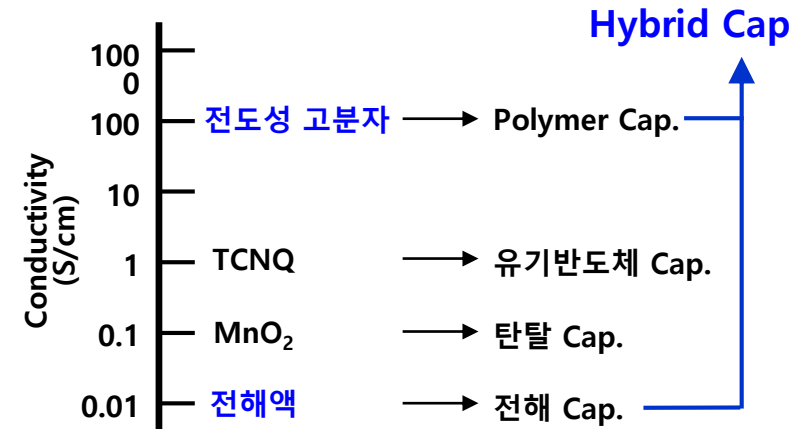 Hybrid Cap
100
0
100 전도성 고분자 Polymer Cap.
10
1 TCNQ 유기반도체 Cap.
0.1 MnO₂ 탄탈 Cap.
0.01 전해액 전해 Cap.
Conductivity
(S/cm)